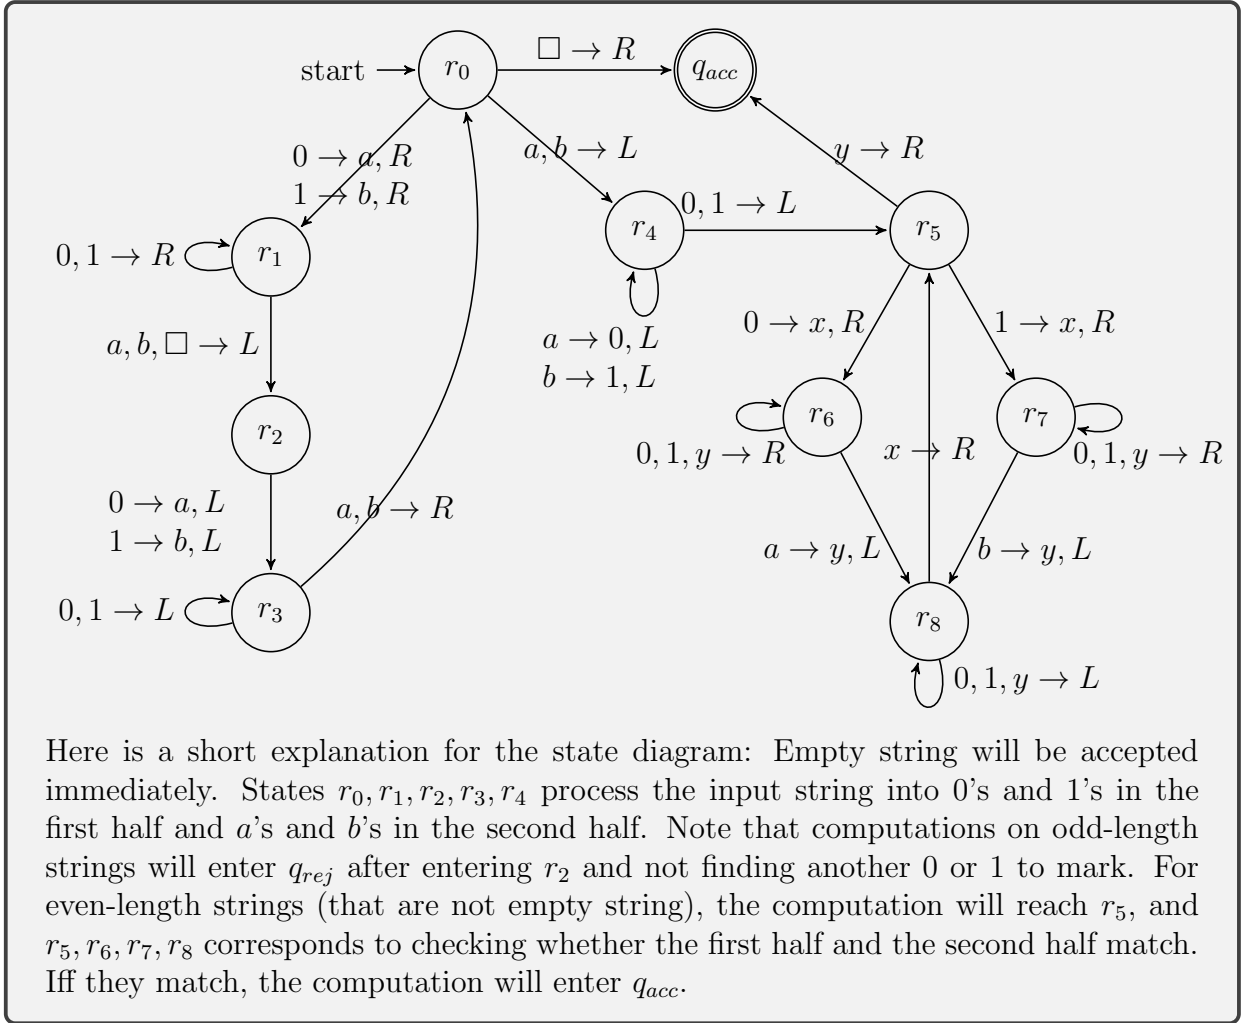 start
r₀
□ → R
q_acc
0 → a, R
1 → b, R
a, b → L
y → R
0, 1 → R
r₁
r₄
0, 1 → L
r₅
a, b, □ → L
a → 0, L
b → 1, L
0 → x, R
1 → x, R
r₂
r₆
r₇
0, 1, y → R
x → R
0, 1, y → R
0 → a, L
1 → b, L
a, b → R
a → y, L
b → y, L
0, 1 → L
r₃
r₈
0, 1, y → L
Here is a short explanation for the state diagram: Empty string will be accepted
immediately. States r₀, r₁, r₂, r₃, r₄ process the input string into 0's and 1's in the
first half and a's and b's in the second half. Note that computations on odd-length
strings will enter q_rej after entering r₂ and not finding another 0 or 1 to mark. For
even-length strings (that are not empty string), the computation will reach r₅, and
r₅, r₆, r₇, r₈ corresponds to checking whether the first half and the second half match.
Iff they match, the computation will enter q_acc.